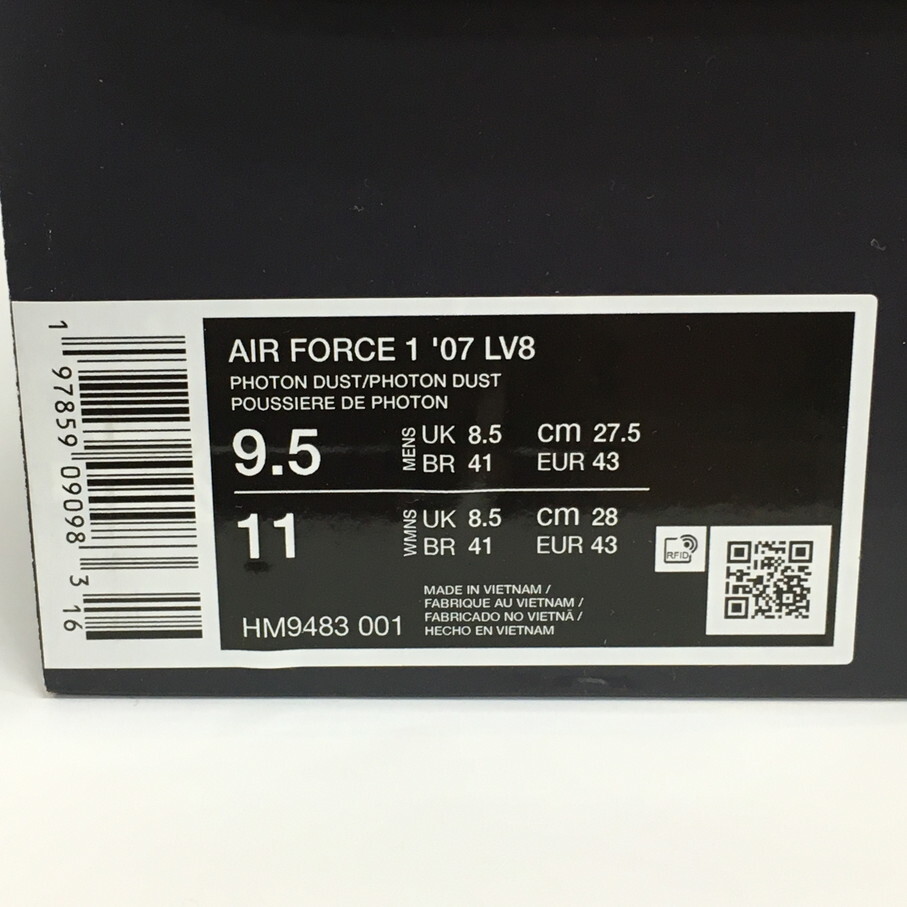 AIR FORCE 1 '07 LV8
PHOTON DUST/PHOTON DUST
POUSSIERE DE PHOTON
9.5 MENS UK 8.5 cm 27.5
BR 41 EUR 43
11 WMNS UK 8.5 cm 28
BR 41 EUR 43
RFID
MADE IN VIETNAM /
FABRIQUE AU VIETNAM /
FABRICADO NO VIETNÃ /
HECHO EN VIETNAM
HM9483 001
1 97859 09098 3 16